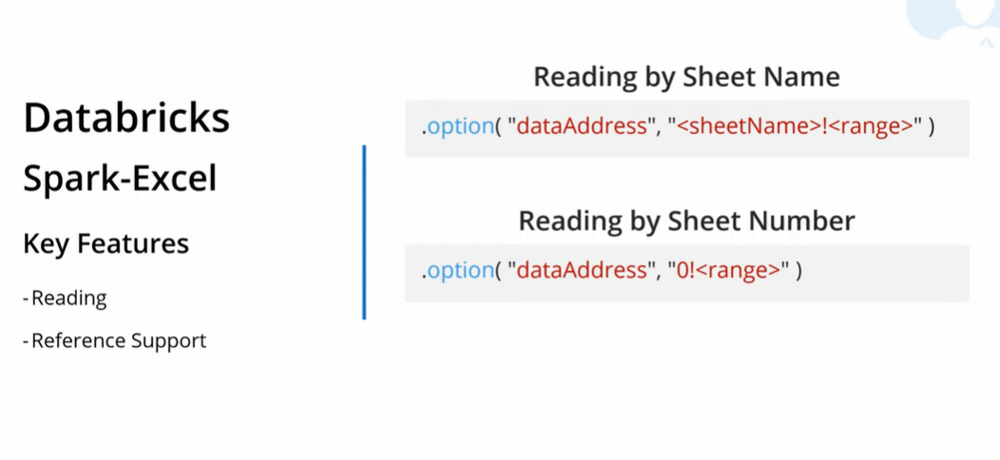 Databricks
Spark-Excel
Key Features
- Reading
- Reference Support
Reading by Sheet Name
.option( "dataAddress", "<sheetName>!<range>" )
Reading by Sheet Number
.option( "dataAddress", "0!<range>" )